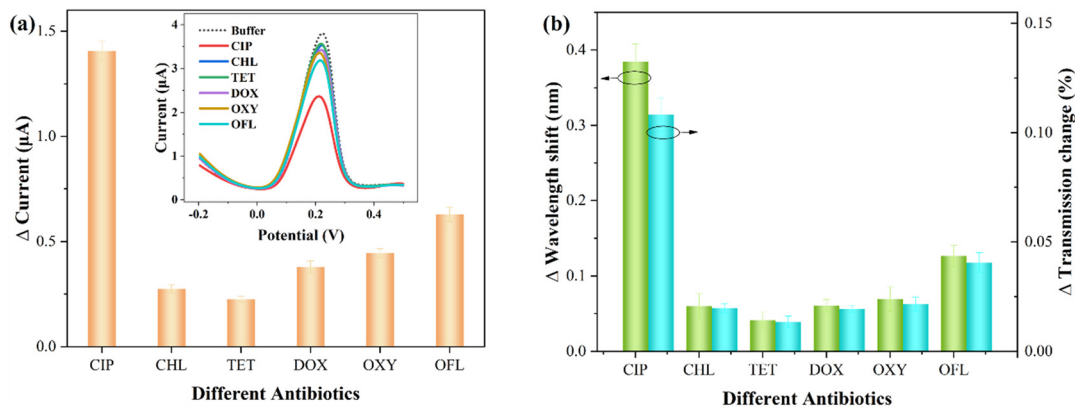 (a)
1.5
1.0
0.5
0.0
Δ Current (μA)
CIP CHL TET DOX OXY OFL
Different Antibiotics
Buffer
CIP
CHL
TET
DOX
OXY
OFL
4
3
2
1
0
Current (μA)
-0.2 0.0 0.2 0.4
Potential (V)
(b)
0.4
0.3
0.2
0.1
0.0
Δ Wavelength shift (nm)
0.15
0.10
0.05
0.00
Δ Transmission change (%)
CIP CHL TET DOX OXY OFL
Different Antibiotics